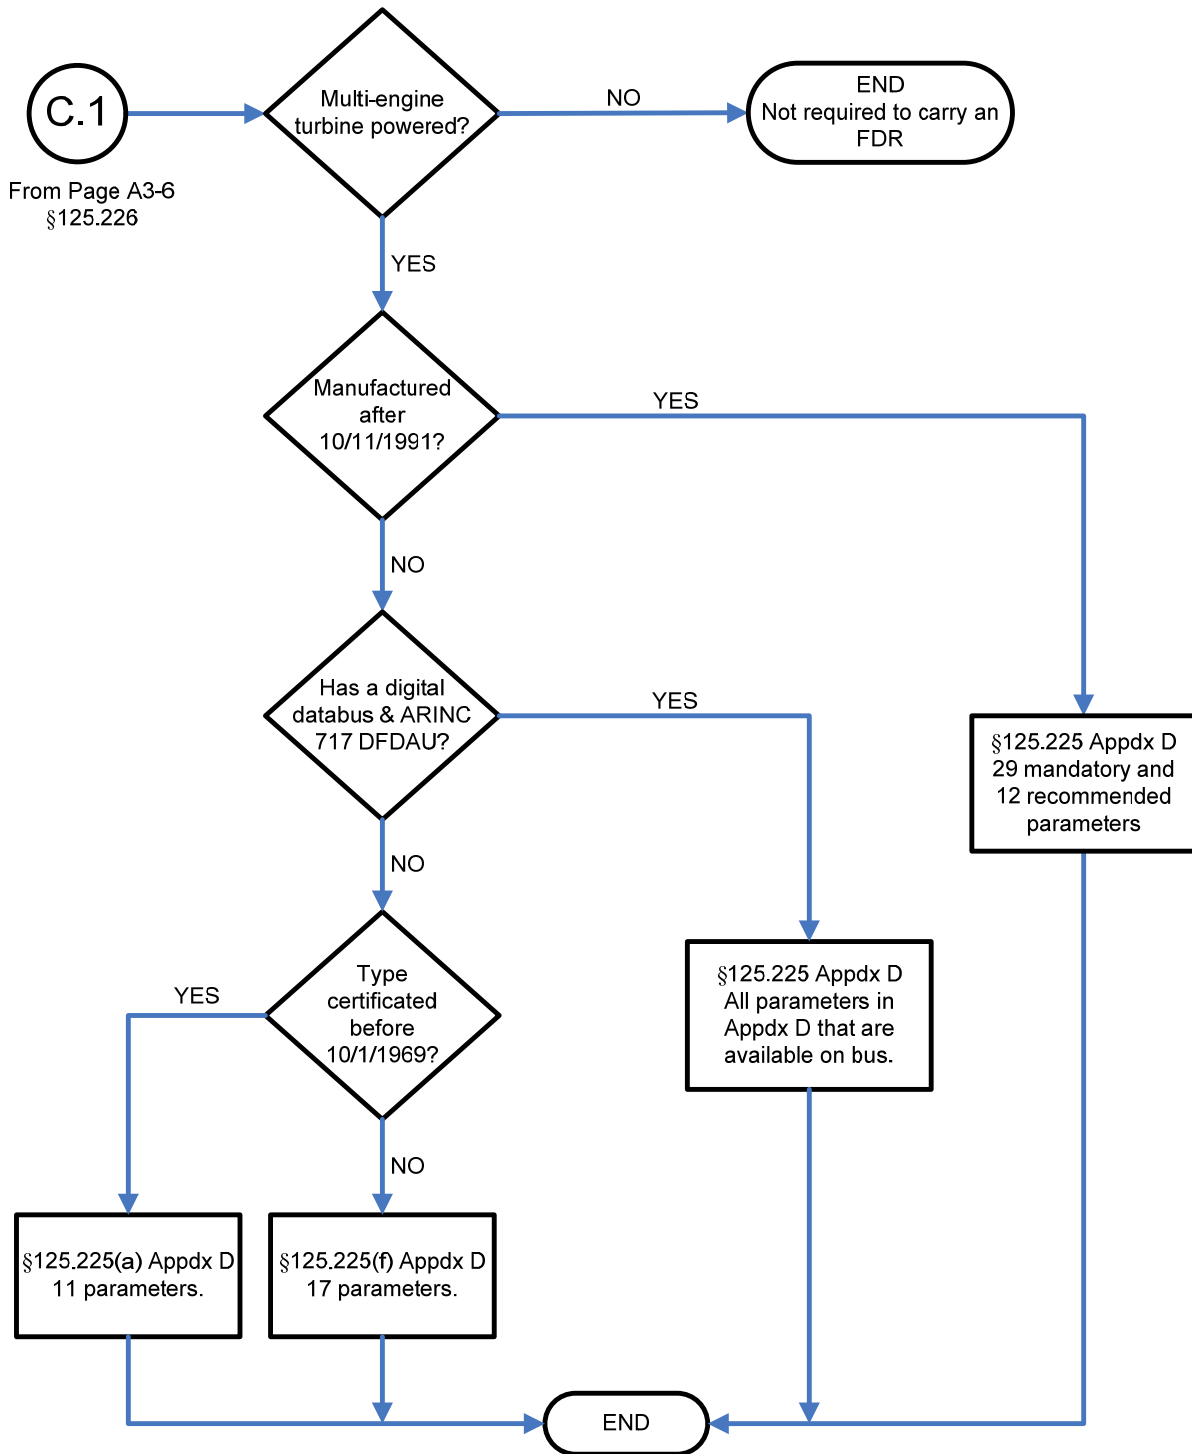 C.1
From Page A3-6
§125.226
Multi-engine
turbine powered?
NO
END
Not required to carry an
FDR
YES
Manufactured
after
10/11/1991?
YES
NO
Has a digital
databus & ARINC
717 DFDAU?
YES
§125.225 Appdx D
29 mandatory and
12 recommended
parameters
NO
Type
certificated
before
10/1/1969?
YES
§125.225 Appdx D
All parameters in
Appdx D that are
available on bus.
NO
§125.225(a) Appdx D
11 parameters.
§125.225(f) Appdx D
17 parameters.
END